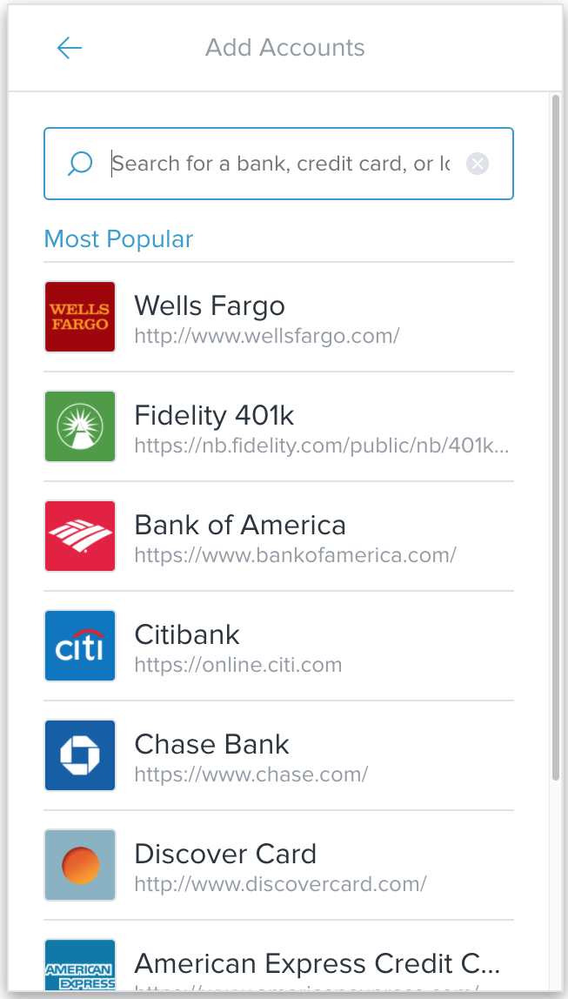 Add Accounts
Search for a bank, credit card, or lo
Most Popular
WELLS
FARGO
Wells Fargo
http://www.wellsfargo.com/
Fidelity 401k
https://nb.fidelity.com/public/nb/401k...
Bank of America
https://www.bankofamerica.com/
citi
Citibank
https://online.citi.com
Chase Bank
https://www.chase.com/
Discover Card
http://www.discovercard.com/
AMERICAN
EXPRESS
American Express Credit C...